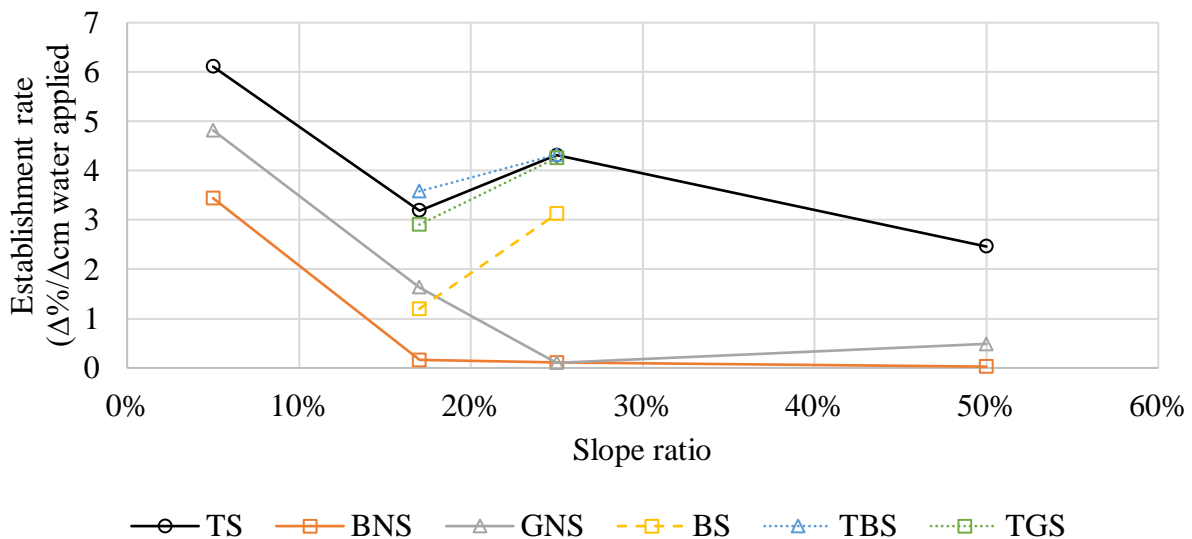 7
6
5
4
3
2
1
0
0% 10% 20% 30% 40% 50% 60%
Establishment rate
(Δ%/Δcm water applied
Slope ratio
TS BNS GNS BS TBS TGS